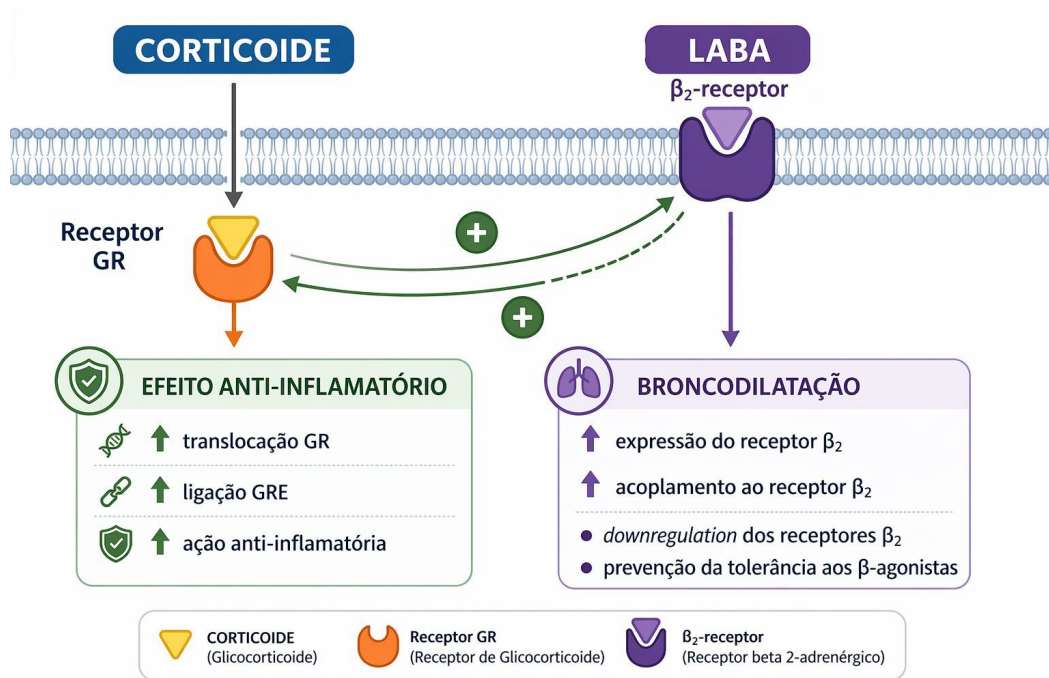 CORTICOIDE
LABA
β₂-receptor
Receptor
GR
+
+
EFEITO ANTI-INFLAMATÓRIO
↑ translocação GR
↑ ligação GRE
↑ ação anti-inflamatória
BRONCODILATAÇÃO
↑ expressão do receptor β₂
↑ acoplamento ao receptor β₂
• downregulation dos receptores β₂
• prevenção da tolerância aos β-agonistas
CORTICOIDE
(Glicocorticoide)
Receptor GR
(Receptor de Glicocorticoide)
β₂-receptor
(Receptor beta 2-adrenérgico)